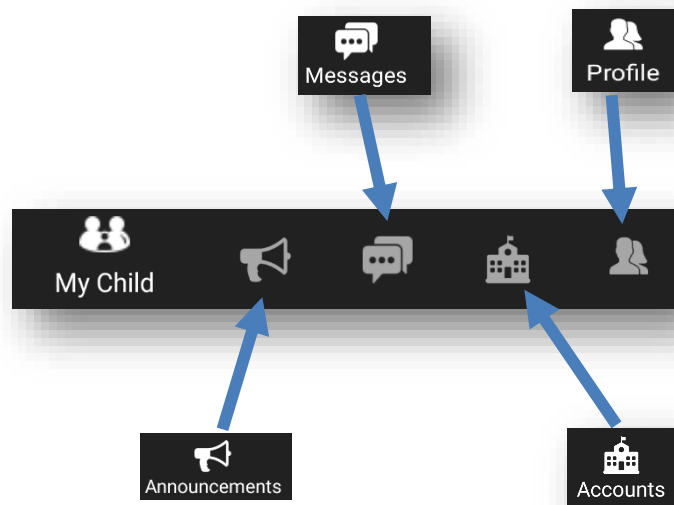 Messages
Profile
My Child
Announcements
Accounts